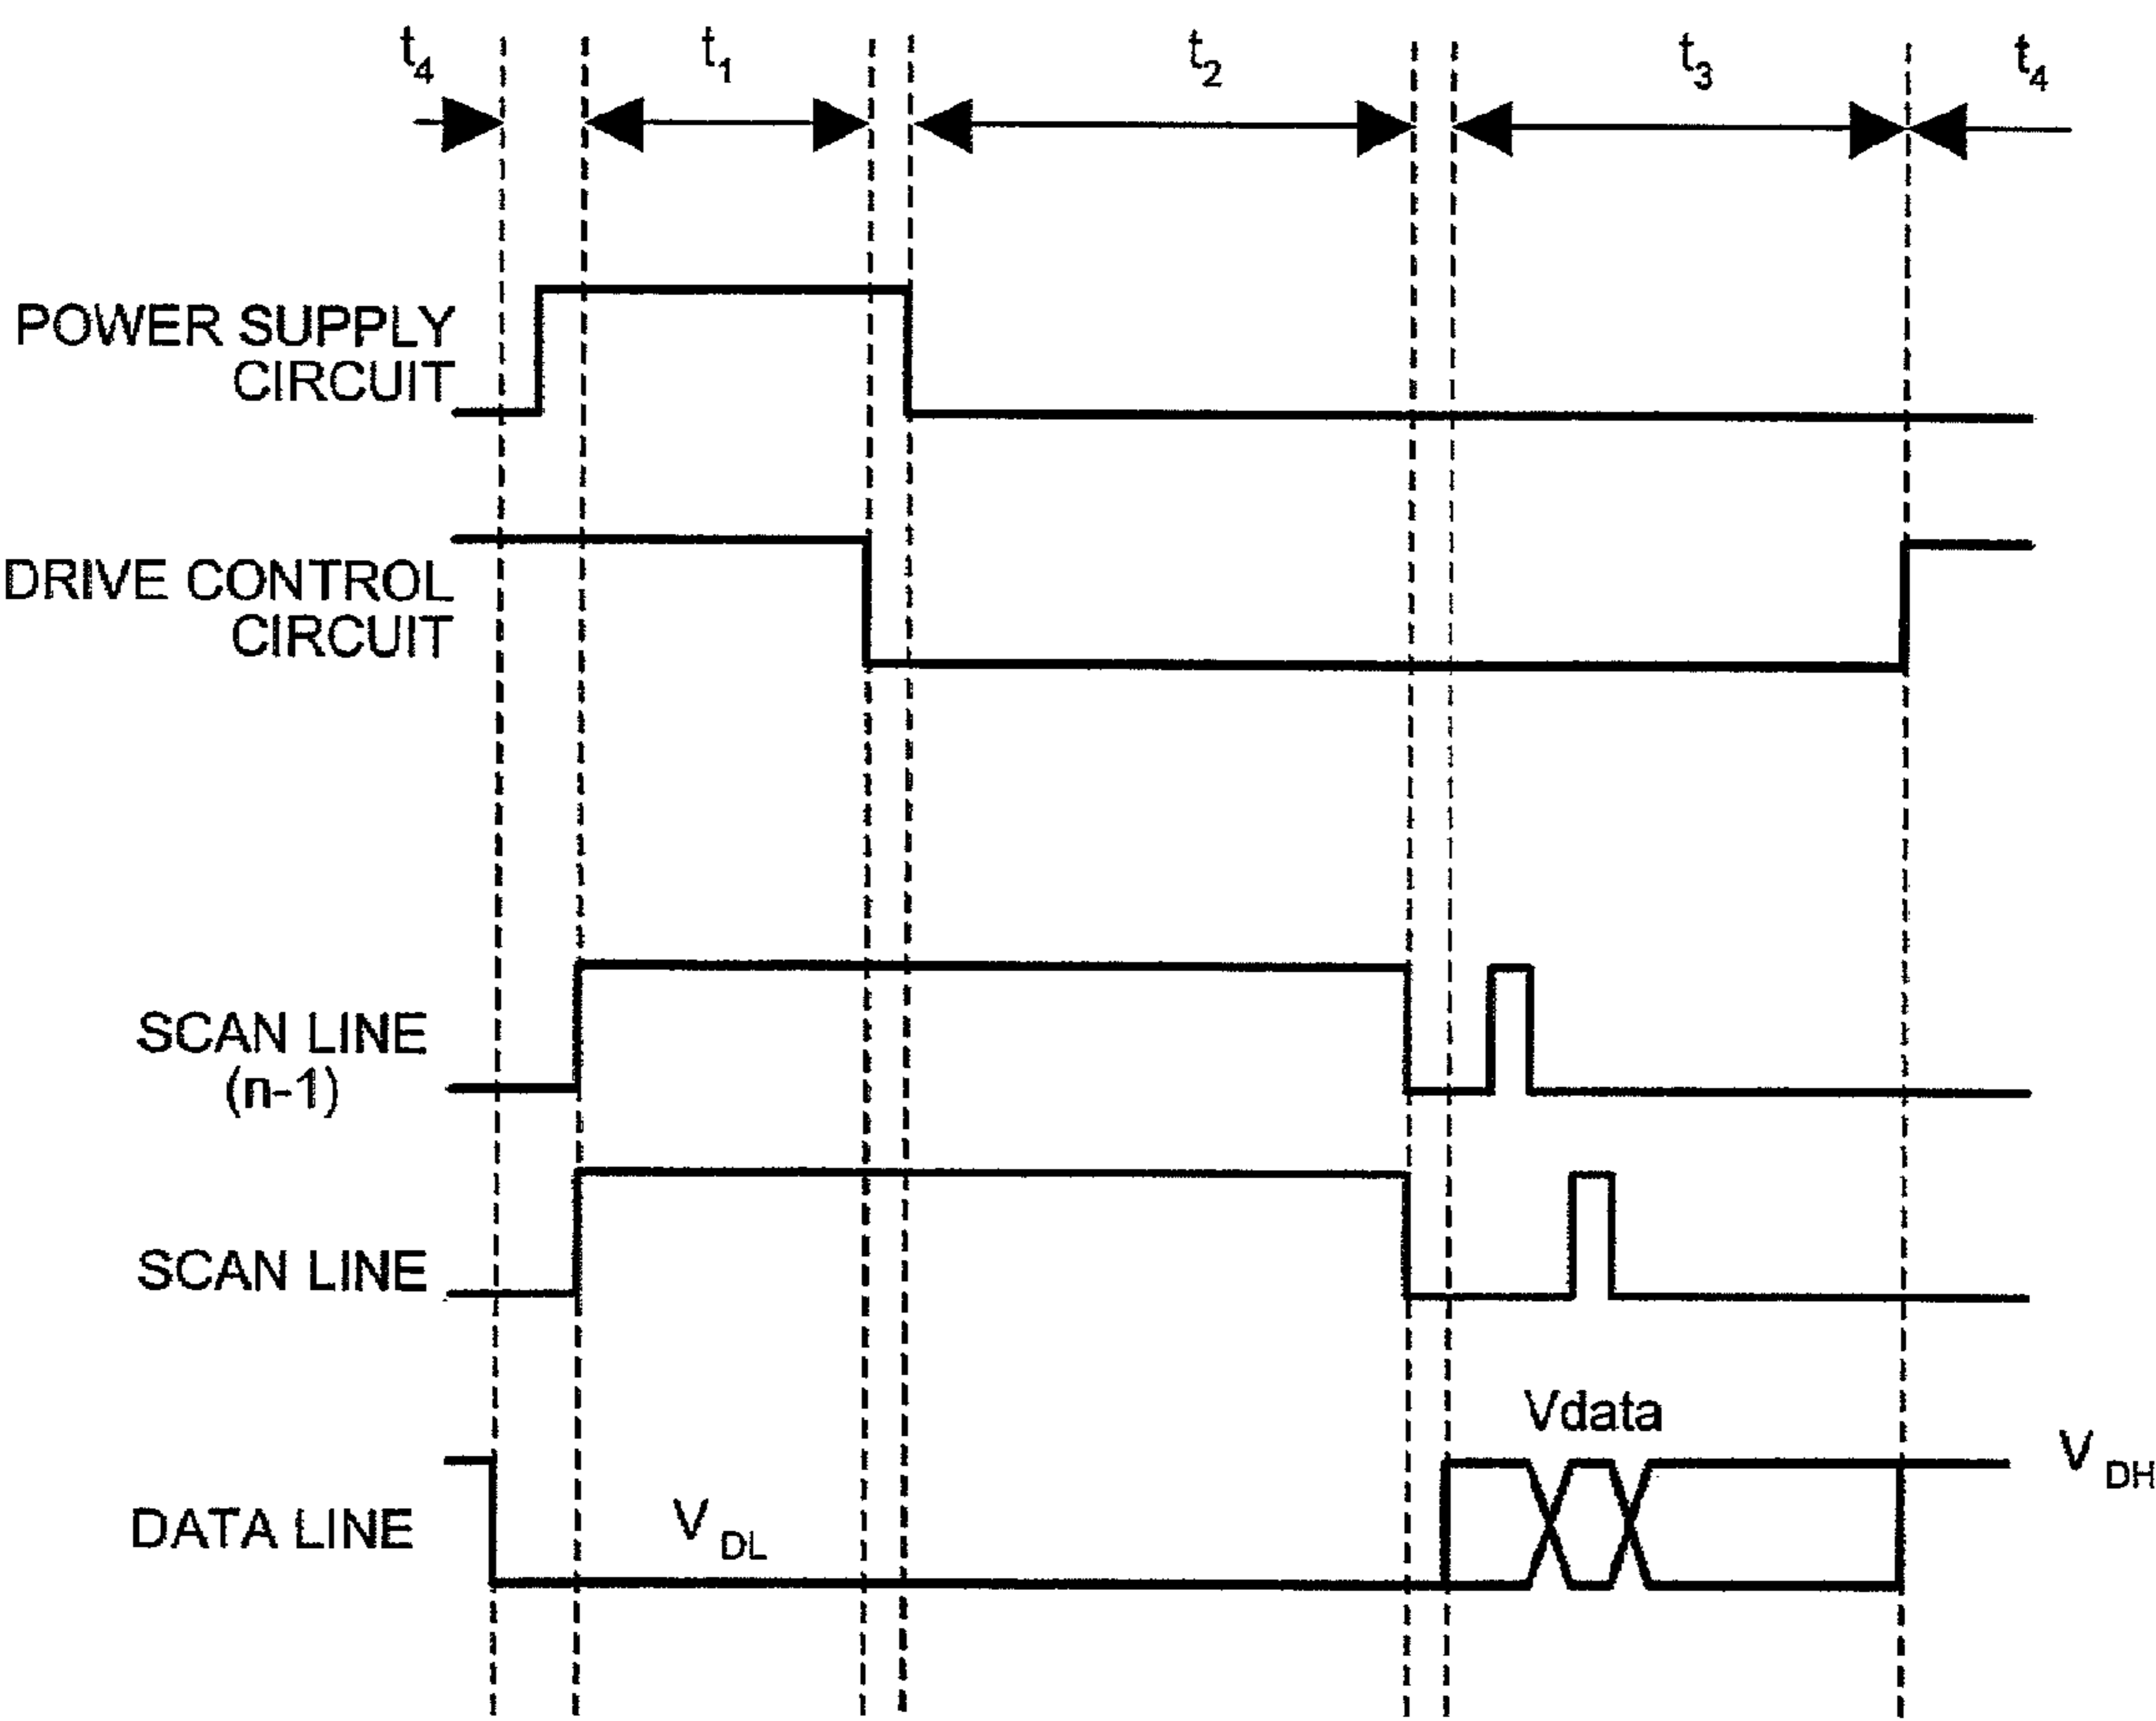 t4 t1 t2 t3 t4
POWER SUPPLY
CIRCUIT
DRIVE CONTROL
CIRCUIT
SCAN LINE
(n-1)
SCAN LINE
Vdata
VDH
VDL
DATA LINE